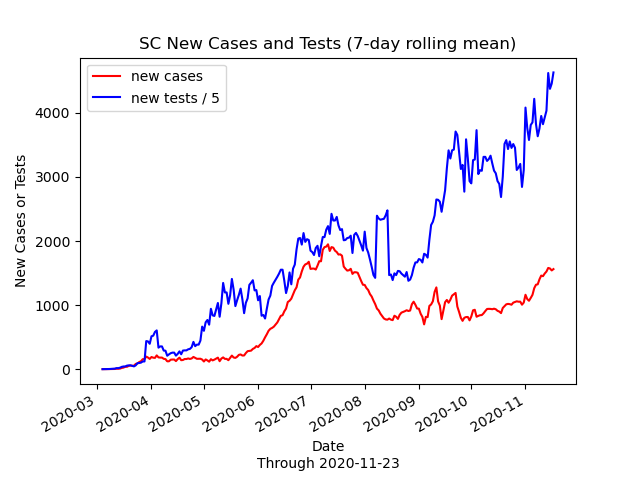 SC New Cases and Tests (7-day rolling mean)
new cases
new tests / 5
4000
3000
2000
1000
0
New Cases or Tests
2020-03
2020-04
2020-05
2020-06
2020-07
2020-08
2020-09
2020-10
2020-11
Date
Through 2020-11-23